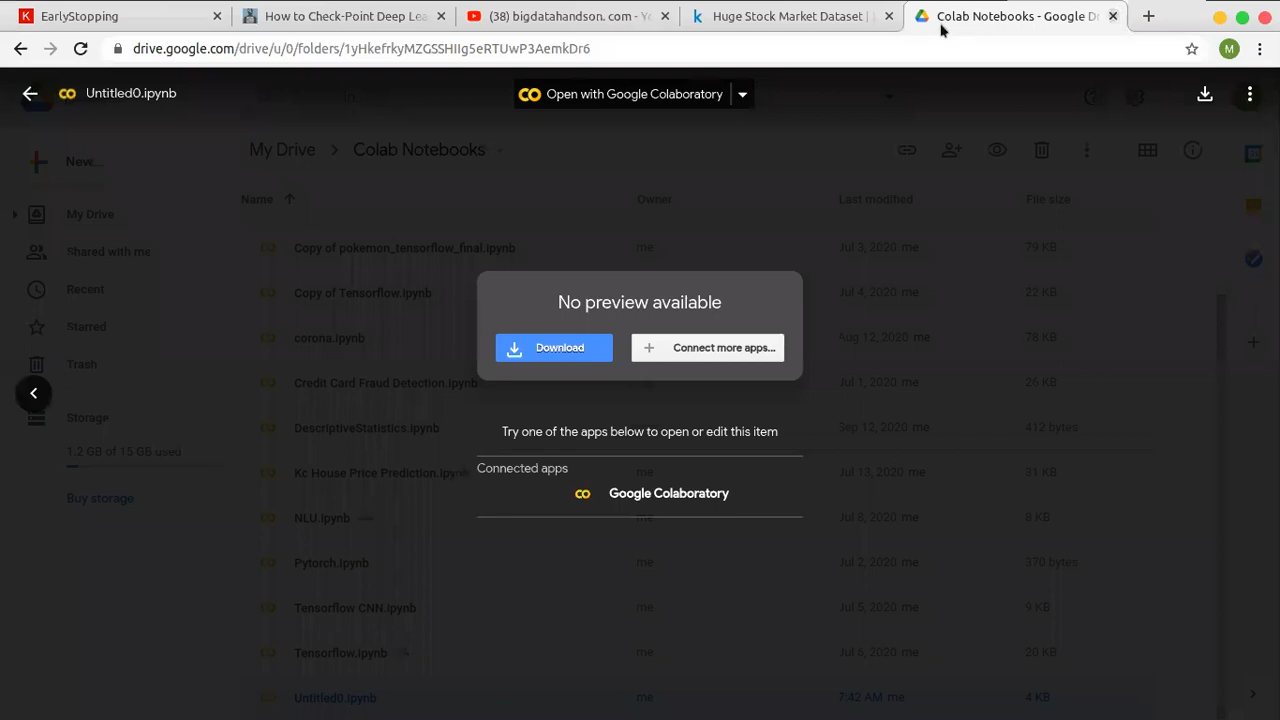 EarlyStopping
How to Check-Point Deep Lea
(38) bigdatahandson. com - Yo
Huge Stock Market Dataset |
Colab Notebooks - Google D
drive.google.com/drive/u/0/folders/1yHkefrkyMZGSSHIIg5eRTUwP3AemkDr6
M
Untitled0.ipynb
Open with Google Colaboratory
My Drive > Colab Notebooks
New...
Name
Owner
Last modified
File size
My Drive
Shared with me
Recent
Starred
Trash
Storage
1.2 GB of 15 GB used
Buy storage
Copy of pokemon_tensorflow_final.ipynb me Jul 3, 2020 me 79 KB
Copy of Tensorflow.ipynb Jul 4, 2020 me 22 KB
corona.ipynb Aug 12, 2020 me 78 KB
Credit Card Fraud Detection.ipynb Jul 1, 2020 me 26 KB
DescriptiveStatistics.ipynb Sep 12, 2020 me 412 bytes
Kc House Price Prediction.ipynb Jul 13, 2020 me 31 KB
NLU.ipynb me Jul 8, 2020 me 8 KB
Pytorch.ipynb me Jul 2, 2020 me 370 bytes
Tensorflow CNN.ipynb me Jul 5, 2020 me 9 KB
Tensorflow.ipynb me Jul 6, 2020 me 20 KB
Untitled0.ipynb me 7:42 AM me 4 KB
No preview available
Download
Connect more apps...
Try one of the apps below to open or edit this item
Connected apps
Google Colaboratory